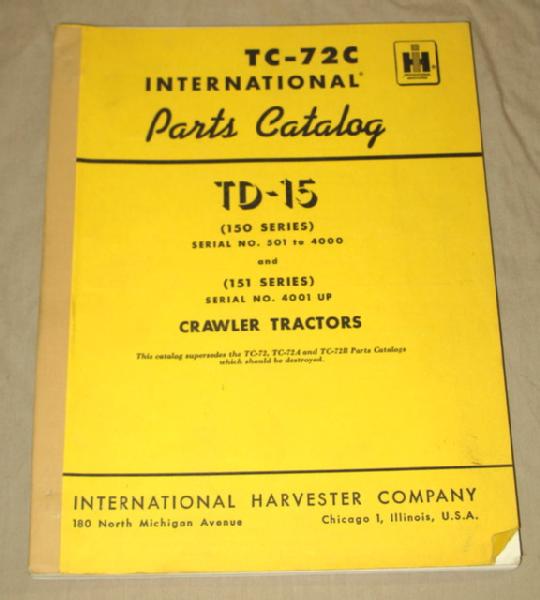 TC-72C
INTERNATIONAL®
Parts Catalog
TD-15
(150 SERIES)
SERIAL NO. 501 to 4000
and
(151 SERIES)
SERIAL NO. 4001 UP
CRAWLER TRACTORS
This catalog supersedes the TC-72, TC-72A and TC-72B Parts Catalogs
which should be destroyed.
INTERNATIONAL HARVESTER COMPANY
180 North Michigan Avenue Chicago 1, Illinois, U.S.A.